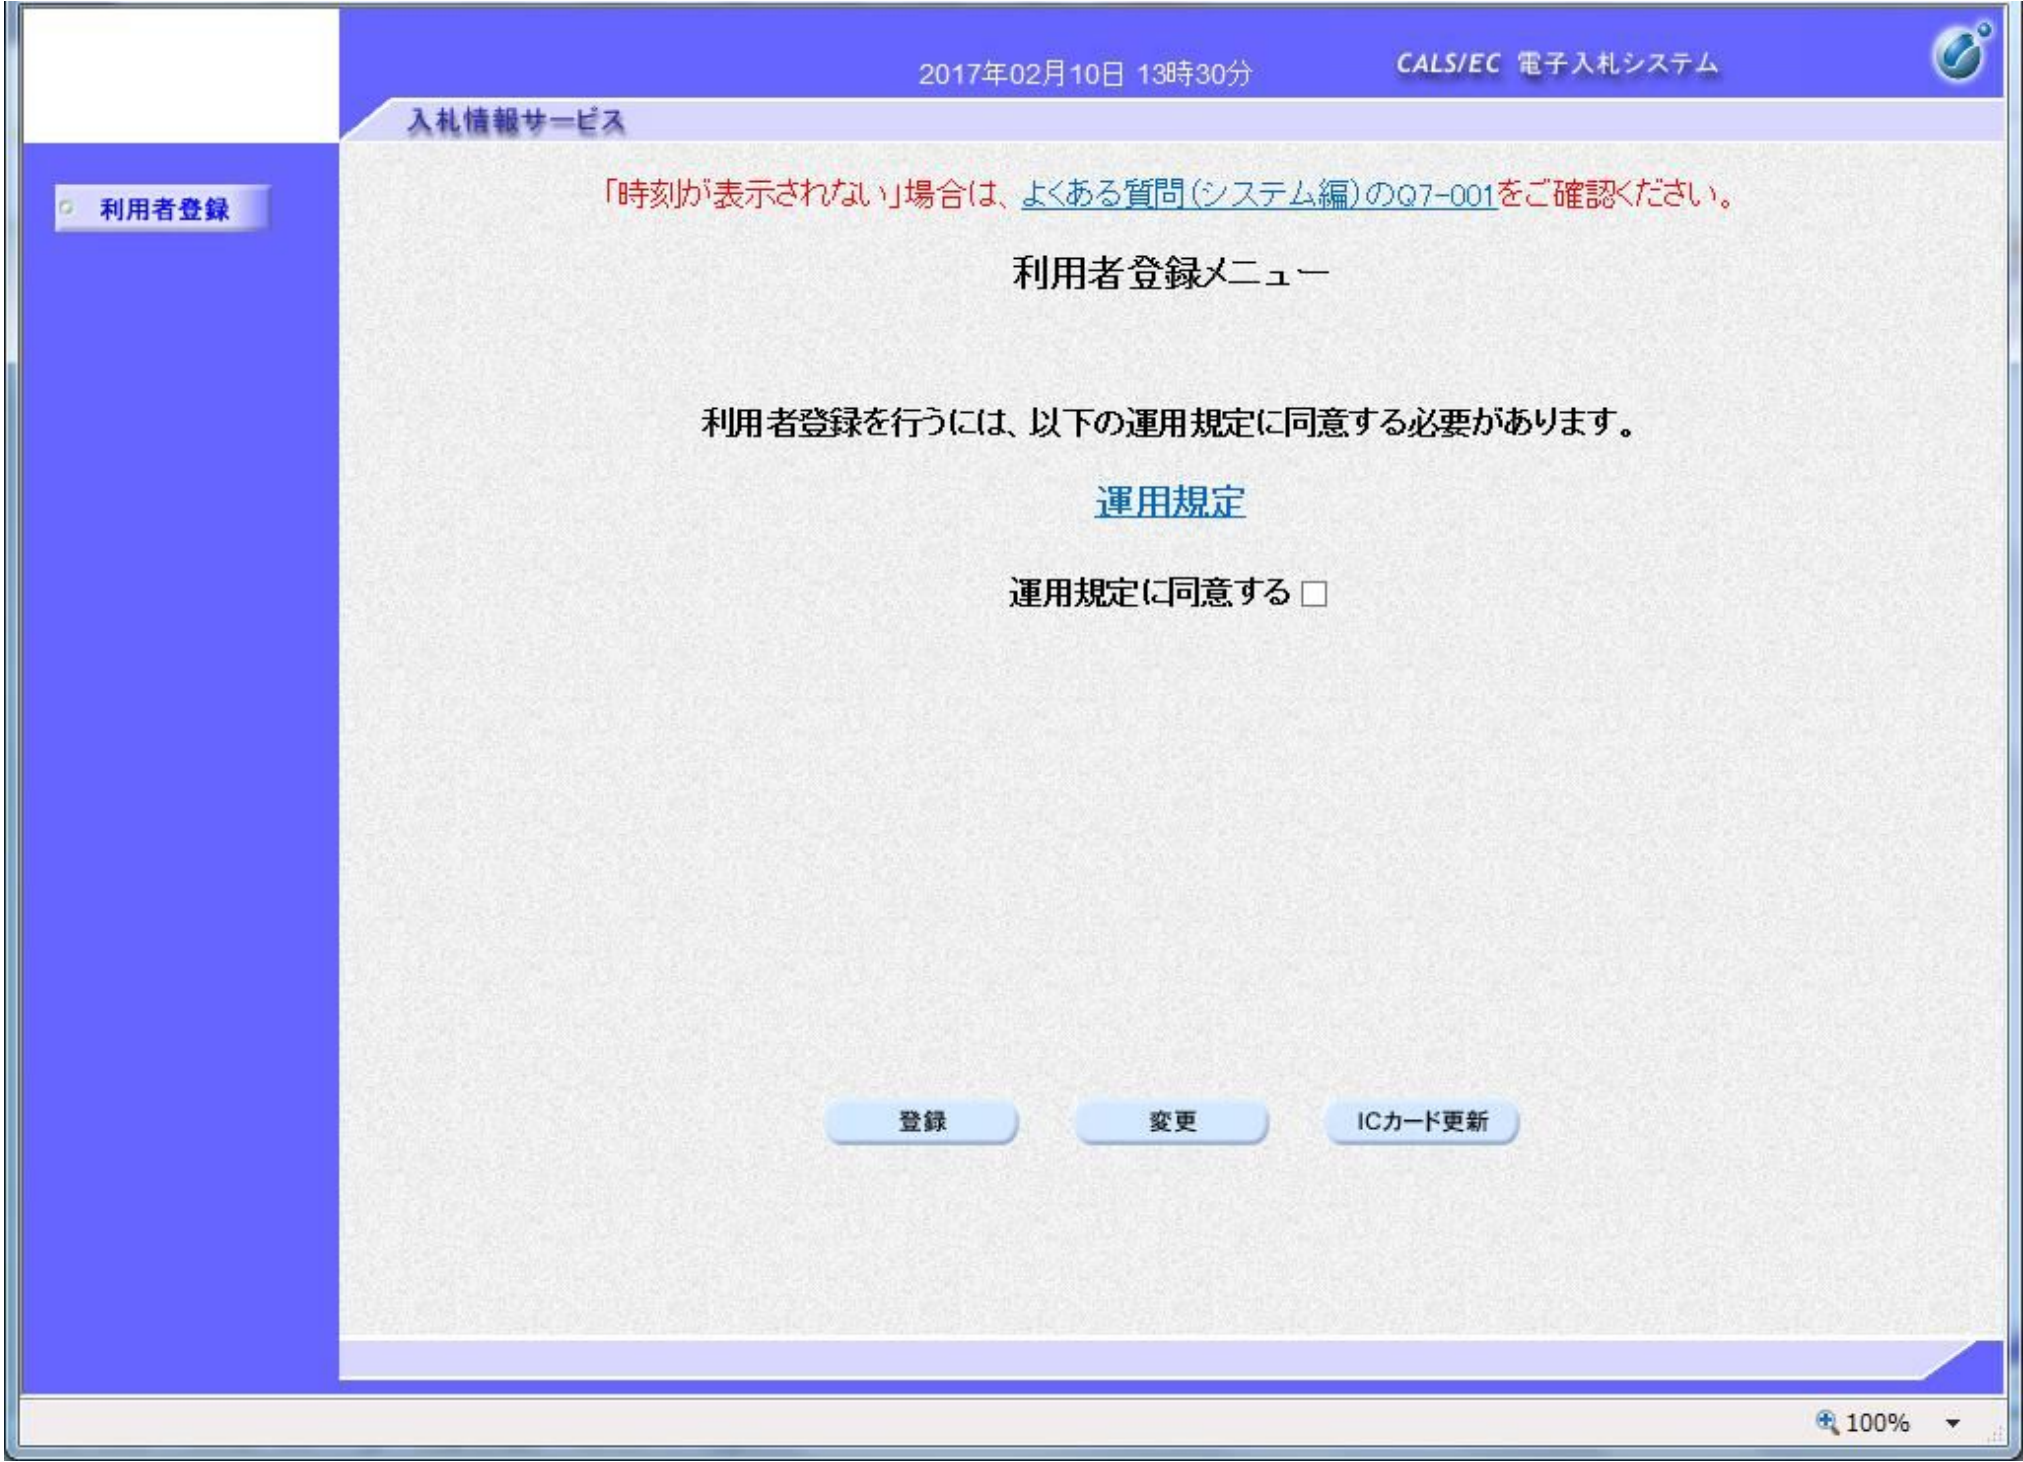 2017年02月10日 13時30分
CALS/EC 電子入札システム
入札情報サービス
利用者登録
「時刻が表示されない」場合は、よくある質問(システム編)のQ7-001をご確認ください。
利用者登録メニュー
利用者登録を行うには、以下の運用規定に同意する必要があります。
運用規定
運用規定に同意する
登録
変更
ICカード更新
100%